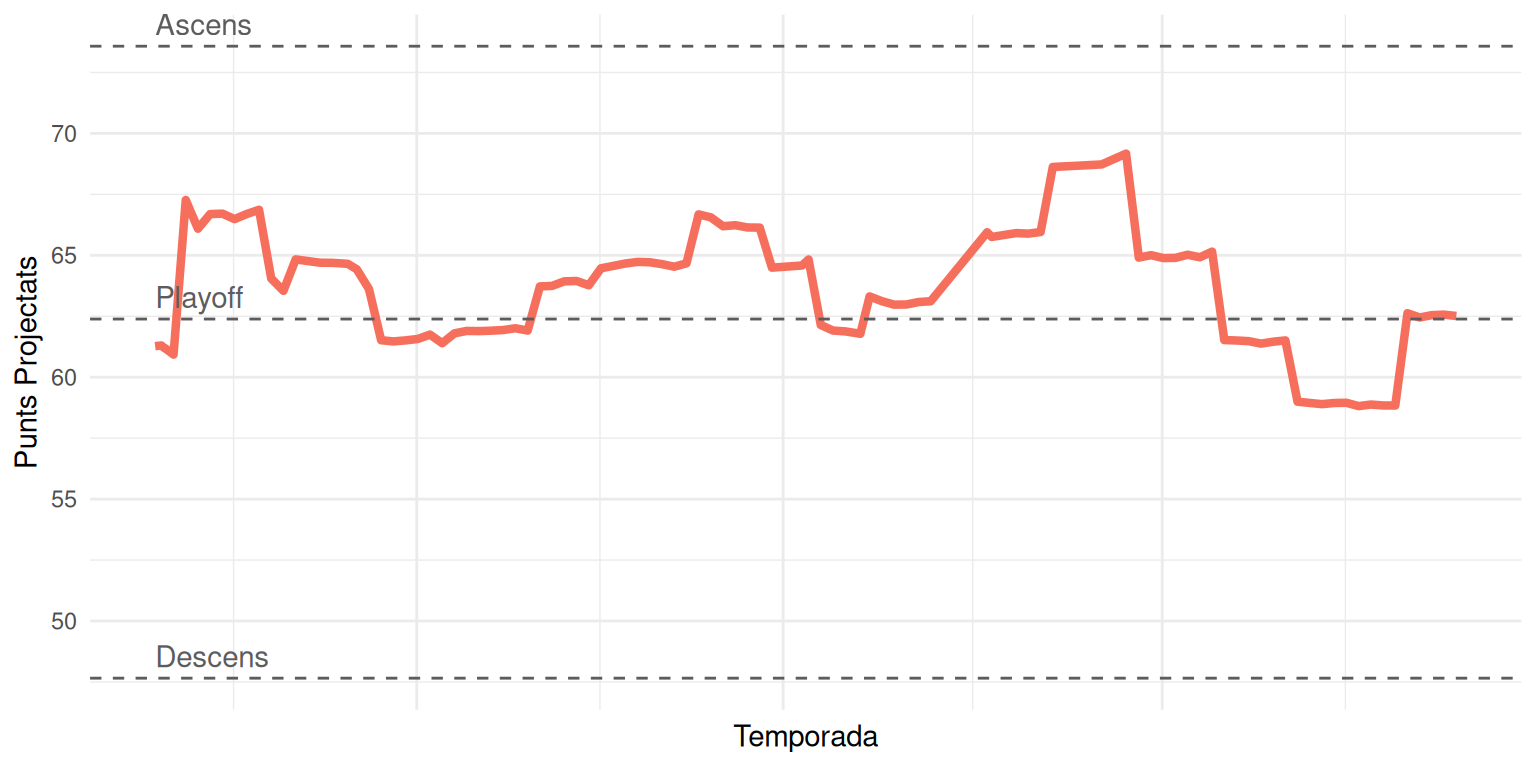 Ascens
70
65
Playoff
60
55
50
Descens
Punts Projectats
Temporada